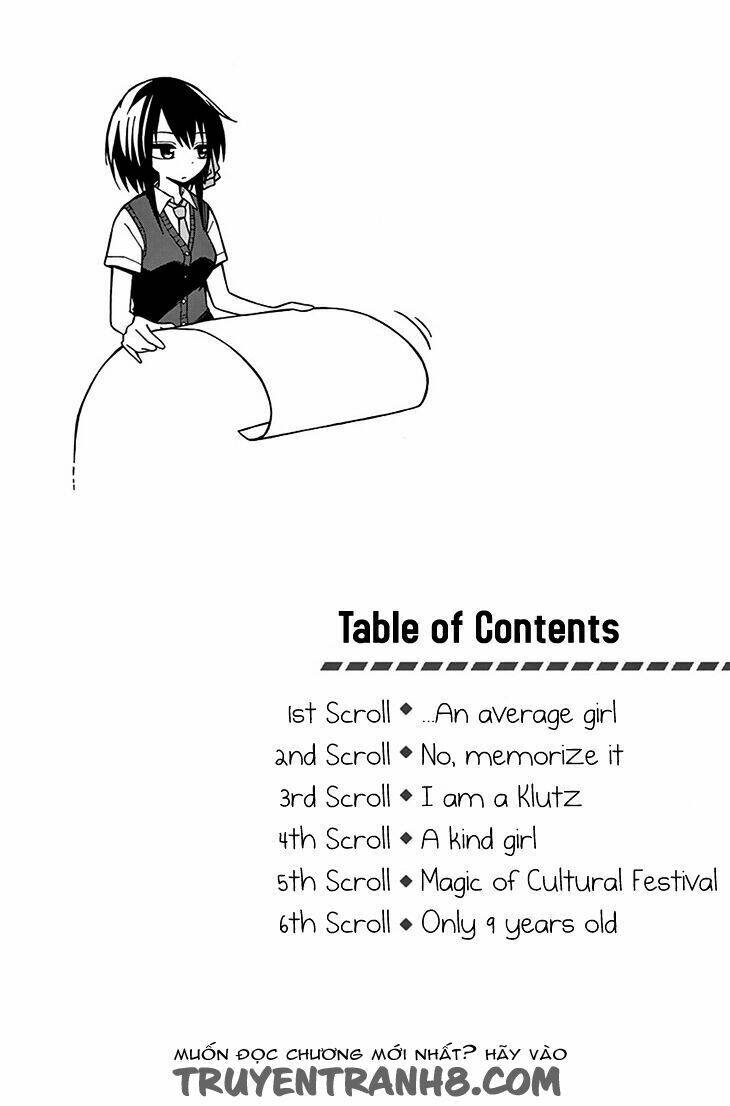 Table of Contents
1st Scroll ◆ ...An average girl
2nd Scroll ◆ No, memorize it
3rd Scroll ◆ I am a Klutz
4th Scroll ◆ A kind girl
5th Scroll ◆ Magic of Cultural Festival
6th Scroll ◆ Only 9 years old
MUỐN ĐỌC CHƯƠNG MỚI NHẤT? HÃY VÀO
TRUYENTRANH8.COM